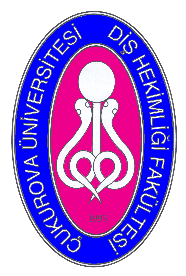 ÇUKUROVA ÜNİVERSİTESİ
DİŞ HEKİMLİĞİ FAKÜLTESİ